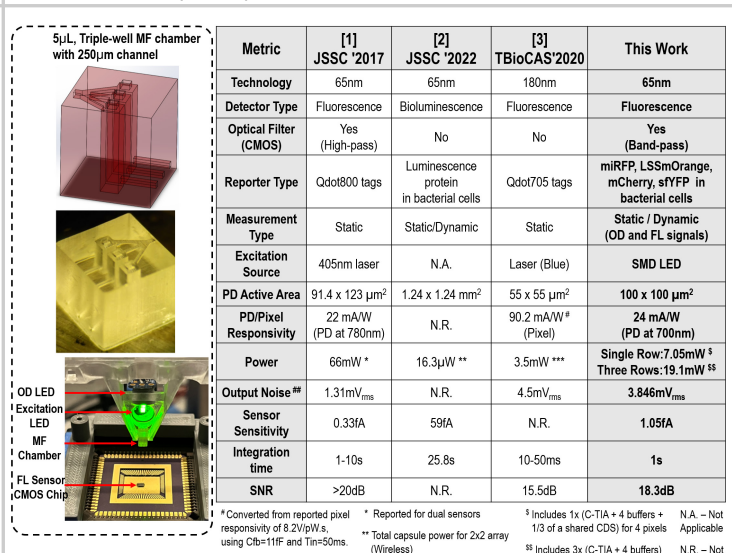 5µL, Triple-well MF chamber
with 250µm channel
OD LED
Excitation
LED
MF
Chamber
FL Sensor
CMOS Chip
Metric
[1]
JSSC '2017
[2]
JSSC '2022
[3]
TBioCAS'2020
This Work
Technology
65nm
65nm
180nm
65nm
Detector Type
Fluorescence
Bioluminescence
Fluorescence
Fluorescence
Optical Filter
(CMOS)
Yes
(High-pass)
No
No
Yes
(Band-pass)
Reporter Type
Qdot800 tags
Luminescence
protein
in bacterial cells
Qdot705 tags
miRFP, LSSmOrange,
mCherry, sfYFP in
bacterial cells
Measurement
Type
Static
Static/Dynamic
Static
Static / Dynamic
(OD and FL signals)
Excitation
Source
405nm laser
N.A.
Laser (Blue)
SMD LED
PD Active Area
91.4 x 123 µm²
1.24 x 1.24 mm²
55 x 55 µm²
100 x 100 µm²
PD/Pixel
Responsivity
22 mA/W
(PD at 780nm)
N.R.
90.2 mA/W #
(Pixel)
24 mA/W
(PD at 700nm)
Power
66mW *
16.3µW **
3.5mW ***
Single Row:7.05mW $
Three Rows:19.1mW $$
Output Noise ##
1.31mVrms
N.R.
4.5mVrms
3.846mVrms
Sensor
Sensitivity
0.33fA
59fA
N.R.
1.05fA
Integration
time
1-10s
25.8s
10-50ms
1s
SNR
>20dB
N.R.
15.5dB
18.3dB
# Converted from reported pixel
responsivity of 8.2V/pW.s,
using Cfb=11fF and Tin=50ms.
* Reported for dual sensors
** Total capsule power for 2x2 array
(Wireless)
$ Includes 1x (C-TIA + 4 buffers +
1/3 of a shared CDS) for 4 pixels
$$ Includes 3x (C-TIA + 4 buffers)
N.A. – Not
Applicable
N.R. – Not